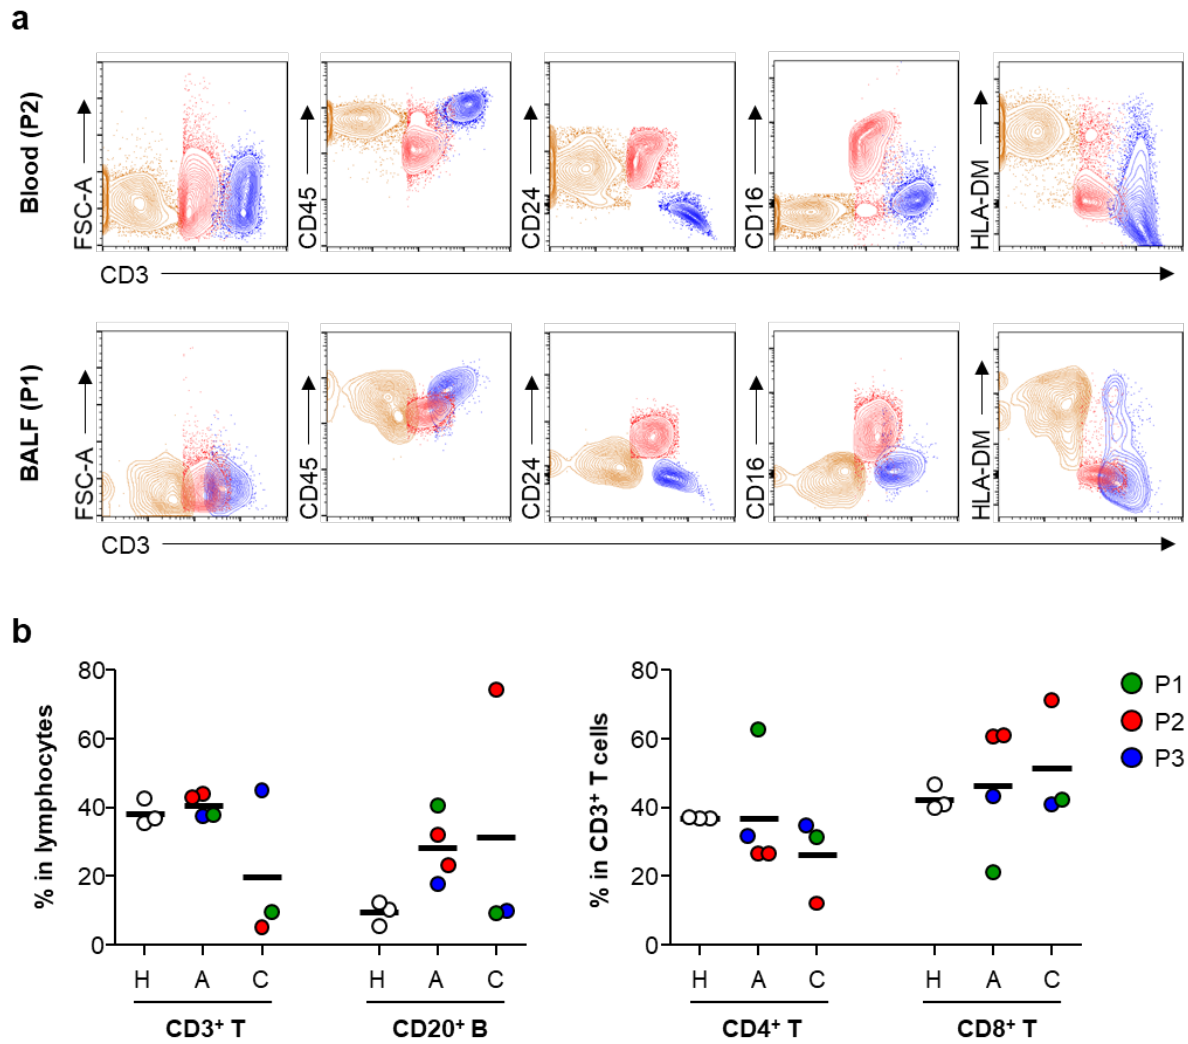 a
Blood (P2)
FSC-A
CD45
CD24
CD16
HLA-DM
CD3
BALF (P1)
FSC-A
CD45
CD24
CD16
HLA-DM
CD3
b
% in lymphocytes
80
60
40
20
0
H A C H A C
CD3⁺ T CD20⁺ B
% in CD3⁺ T cells
80
60
40
20
0
H A C H A C
CD4⁺ T CD8⁺ T
P1
P2
P3